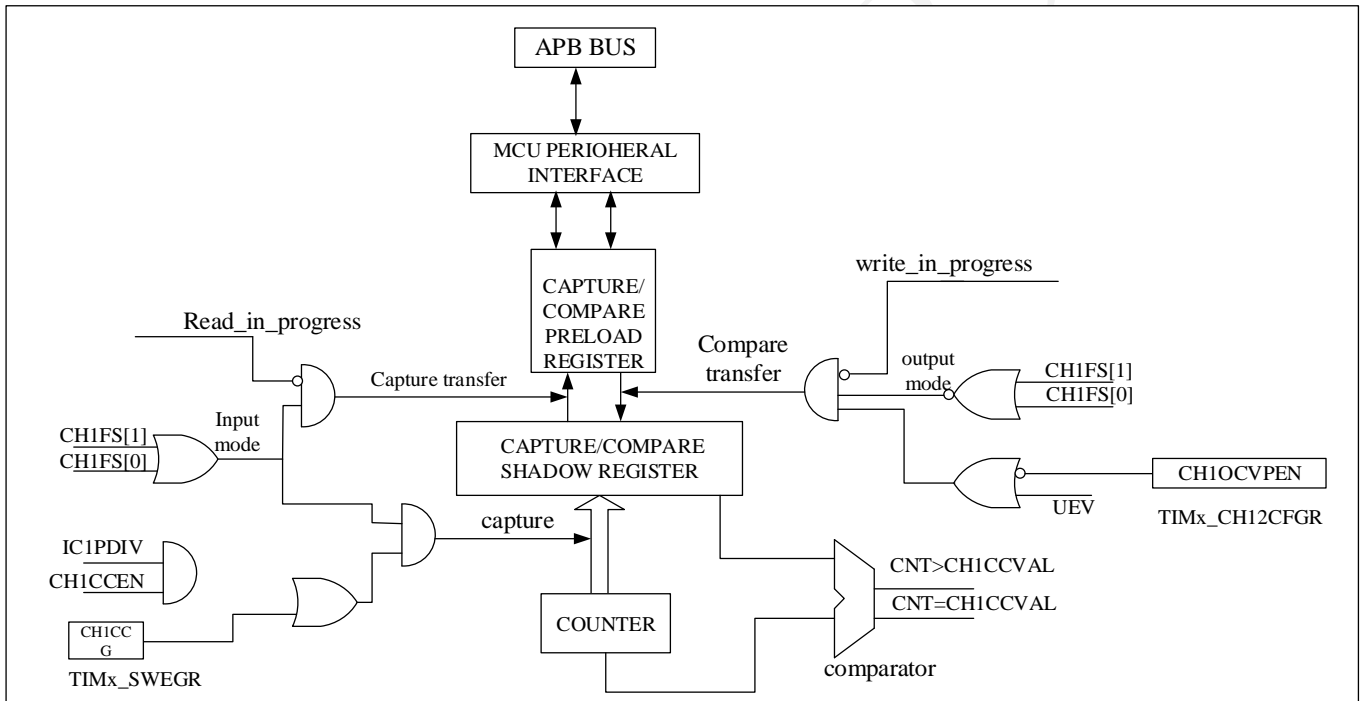 APB BUS
MCU PERIOHERAL
INTERFACE
CAPTURE/
COMPARE
PRELOAD
REGISTER
write_in_progress
Read_in_progress
Capture transfer
Compare
transfer
output
mode
CH1FS[1]
CH1FS[0]
CH1FS[1]
CH1FS[0]
Input
mode
CAPTURE/COMPARE
SHADOW REGISTER
CH1OCVPEN
UEV
TIMx_CH12CFGR
capture
IC1PDIV
CH1CCEN
CH1CC
G
TIMx_SWEGR
COUNTER
CNT>CH1CCVAL
CNT=CH1CCVAL
comparator